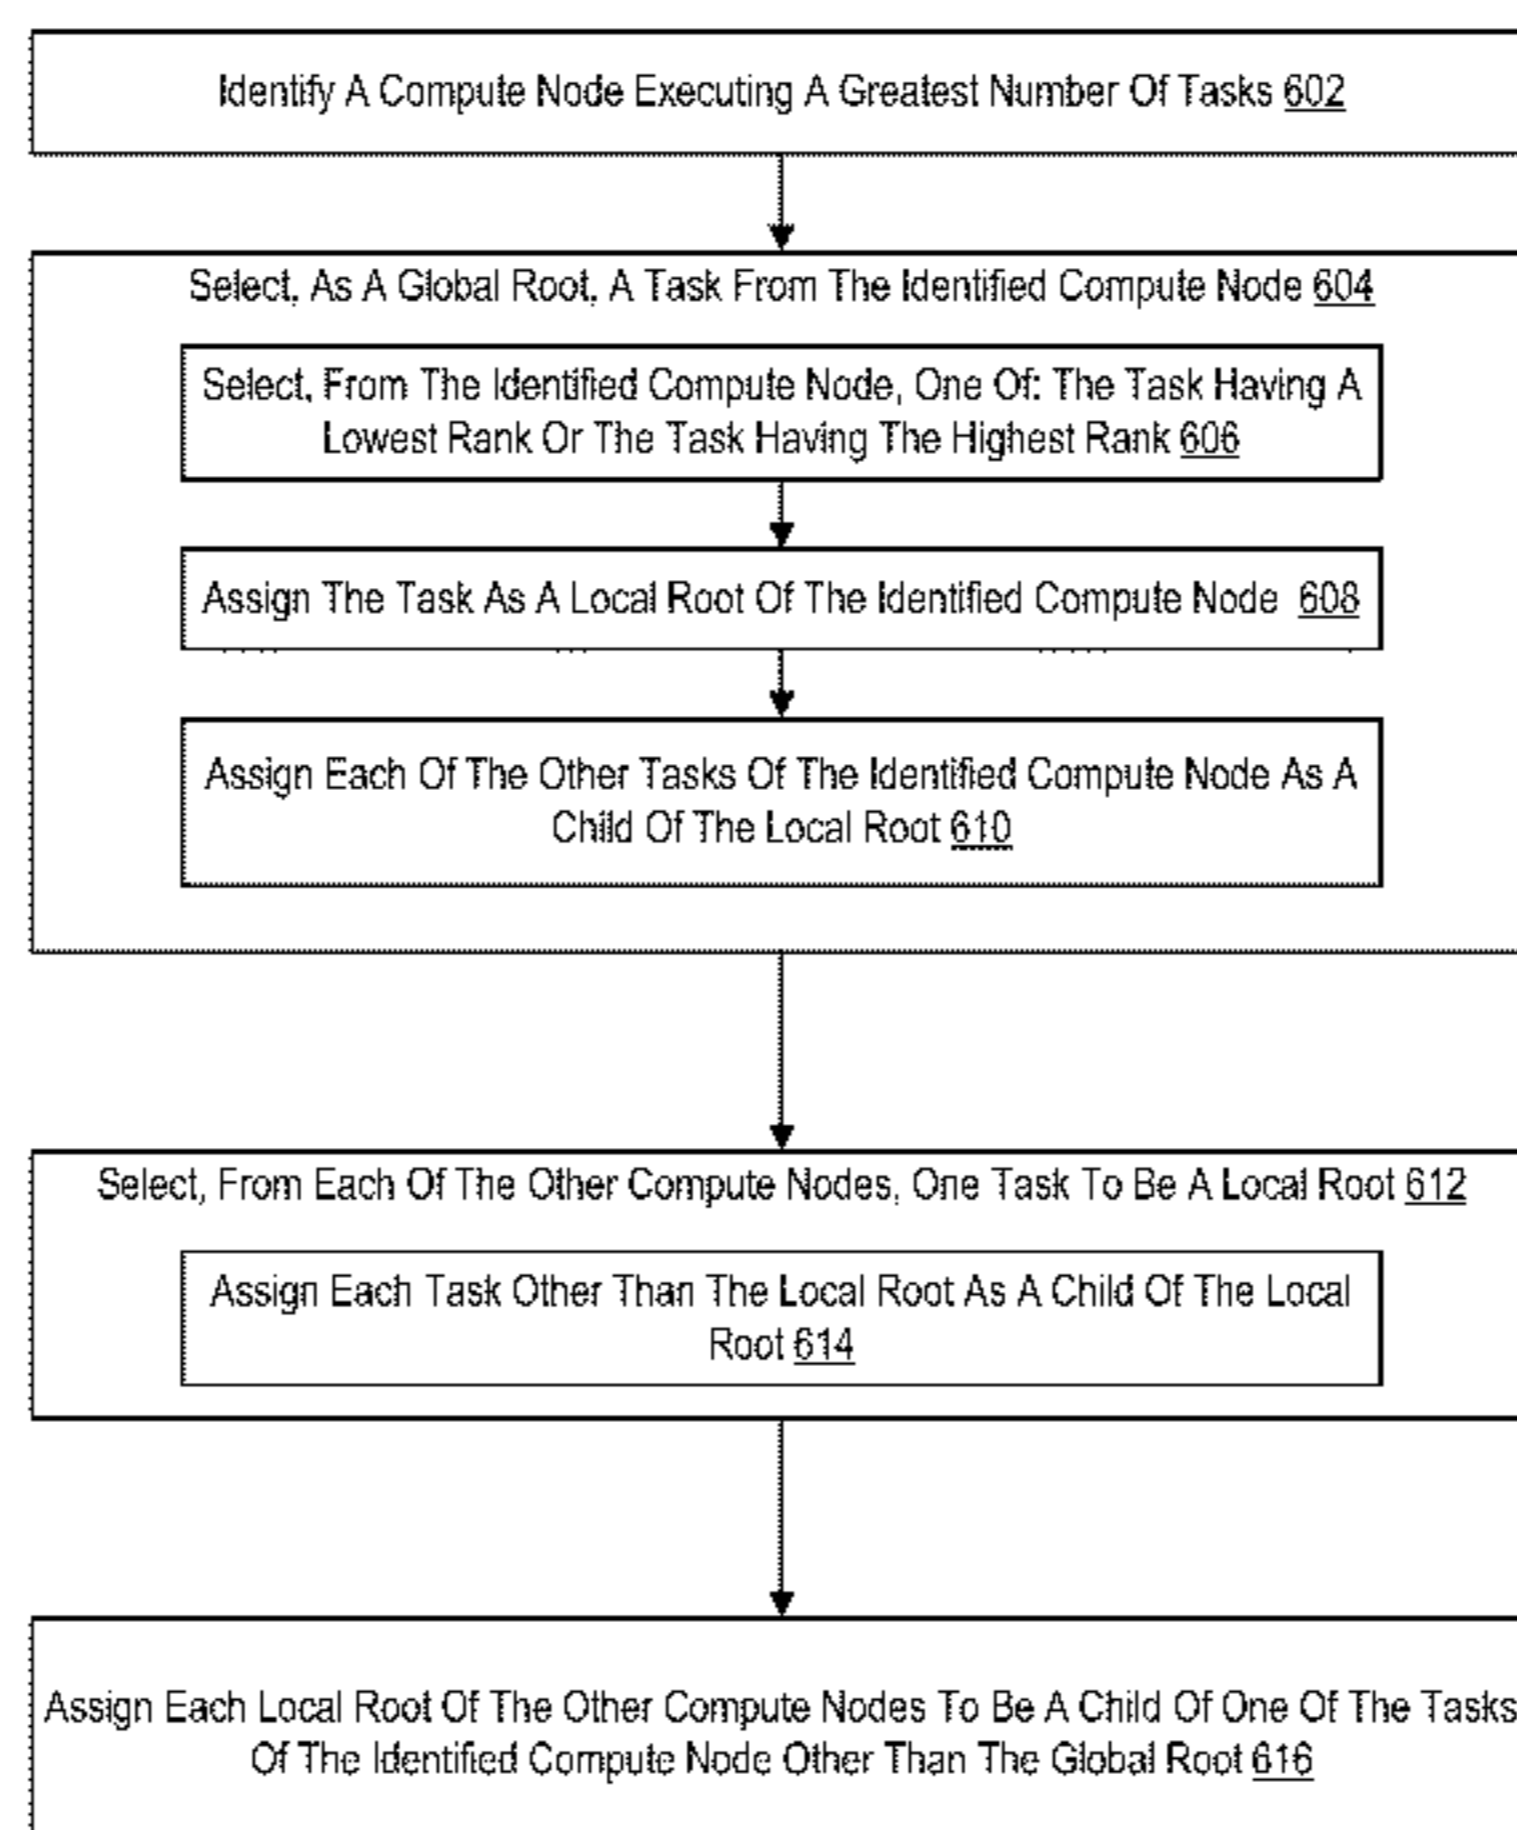 Identify A Compute Node Executing A Greatest Number Of Tasks 602
Select, As A Global Root, A Task From The Identified Compute Node 604
Select, From The Identified Compute Node, One Of: The Task Having A
Lowest Rank Or The Task Having The Highest Rank 606
Assign The Task As A Local Root Of The Identified Compute Node 608
Assign Each Of The Other Tasks Of The Identified Compute Node As A
Child Of The Local Root 610
Select, From Each Of The Other Compute Nodes, One Task To Be A Local Root 612
Assign Each Task Other Than The Local Root As A Child Of The Local
Root 614
Assign Each Local Root Of The Other Compute Nodes To Be A Child Of One Of The Tasks
Of The Identified Compute Node Other Than The Global Root 616